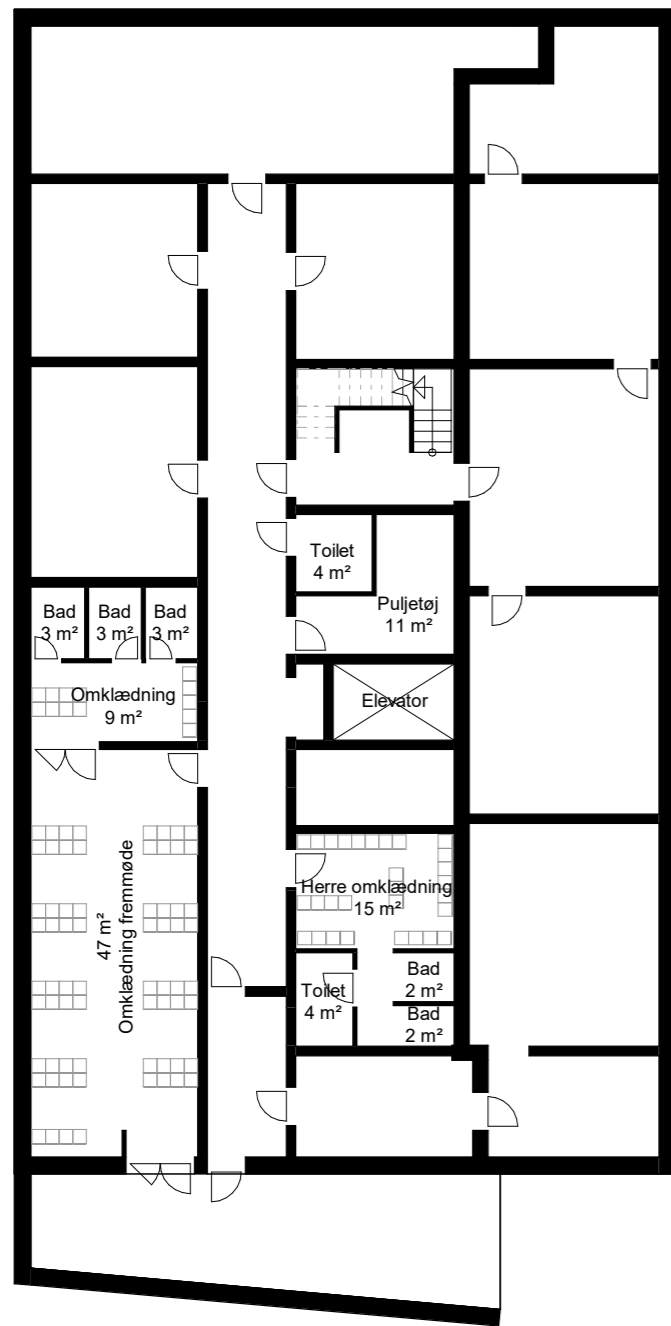 Toilet
4 m²
Puljetøj
11 m²
Bad
3 m²
Bad
3 m²
Bad
3 m²
Omklædning
9 m²
Elevator
47 m²
Omklædning fremmøde
Herre omklædning
15 m²
Toilet
4 m²
Bad
2 m²
Bad
2 m²